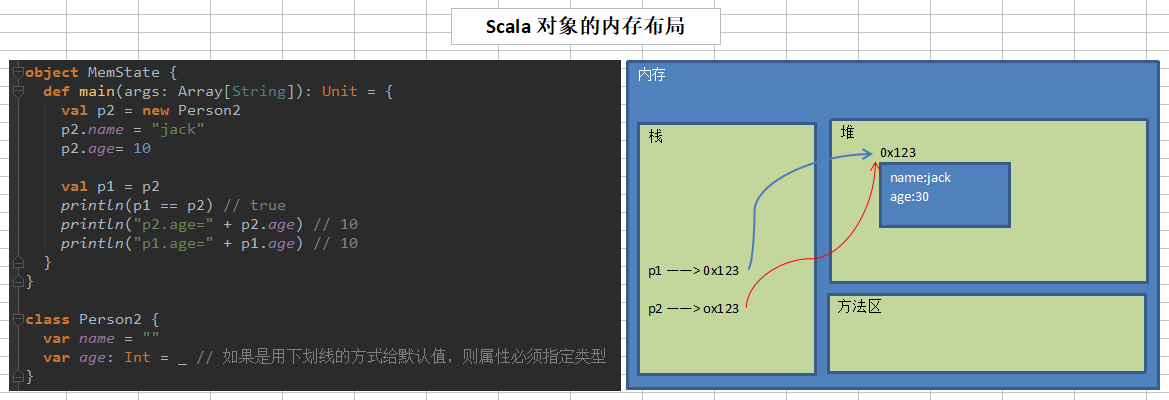 Scala 对象的内存布局
object MemState {
def main(args: Array[String]): Unit = {
val p2 = new Person2
p2.name = "jack"
p2.age= 10
val p1 = p2
println(p1 == p2) // true
println("p2.age=" + p2.age) // 10
println("p1.age=" + p1.age) // 10
}
}
class Person2 {
var name = ""
var age: Int = _ // 如果是用下划线的方式给默认值，则属性必须指定类型
}
内存
栈
p1 ——> 0x123
p2 ——> ox123
堆
0x123
name:jack
age:30
方法区